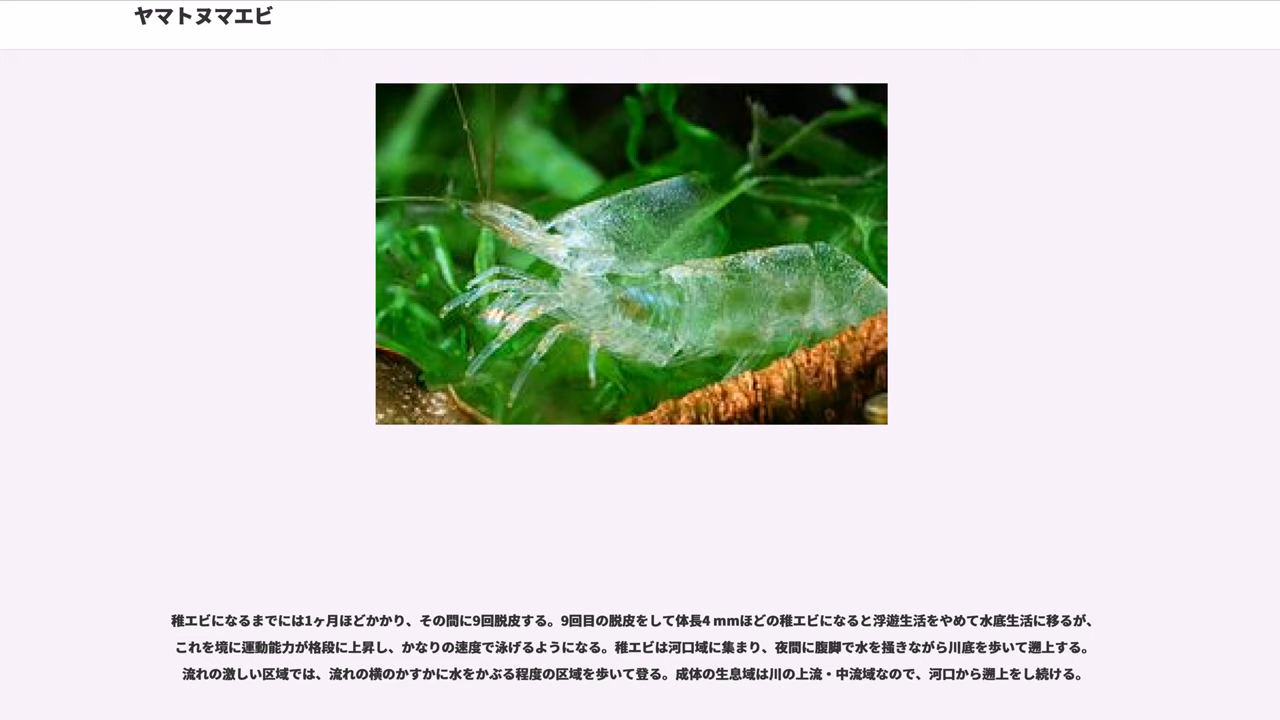 ヤマトヌマエビ
稚エビになるまでには1ヶ月ほどかかり、その間に9回脱皮する。9回目の脱皮をして体長4 mmほどの稚エビになると浮遊生活をやめて水底生活に移るが、
これを境に運動能力が格段に上昇し、かなりの速度で泳げるようになる。稚エビは河口域に集まり、夜間に腹脚で水を掻きながら川底を歩いて遡上する。
流れの激しい区域では、流れの横のかすかに水をかぶる程度の区域を歩いて登る。成体の生息域は川の上流・中流域なので、河口から遡上をし続ける。